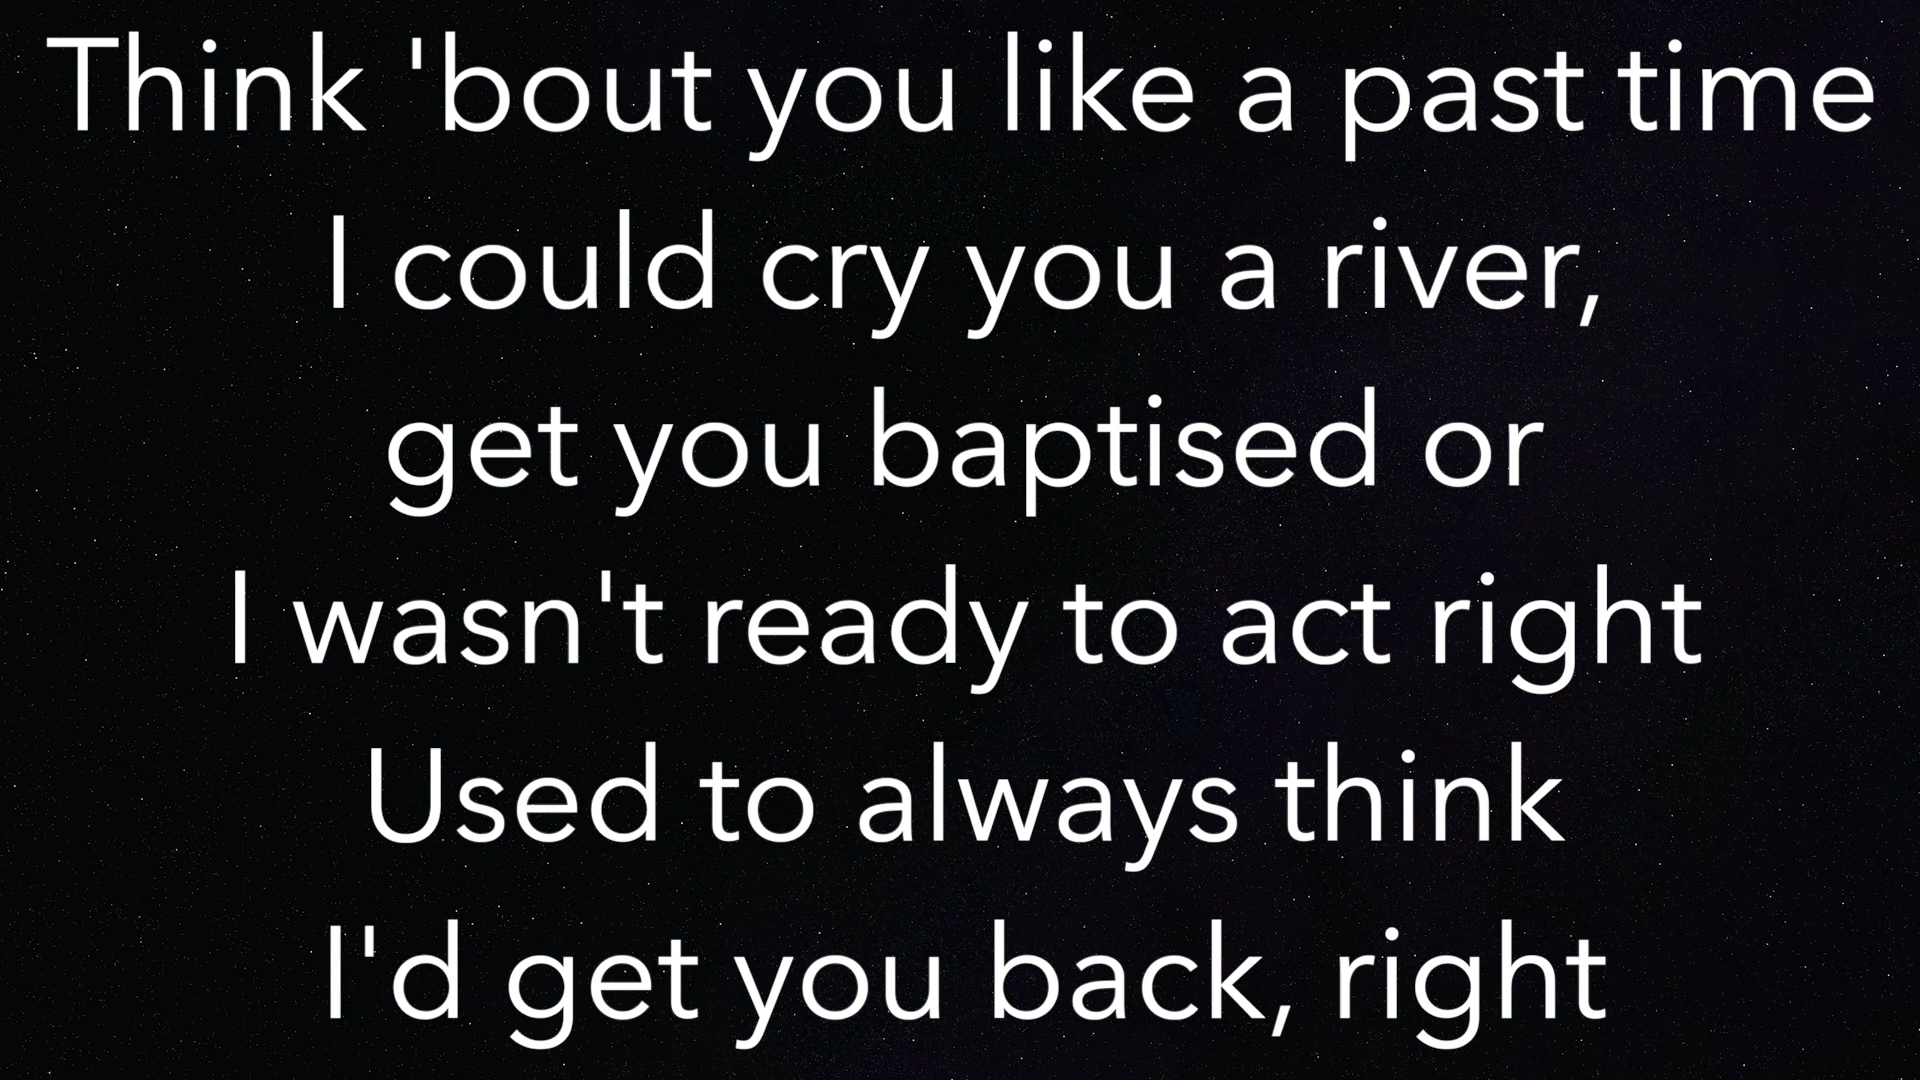 Think 'bout you like a past time
I could cry you a river,
get you baptised or
I wasn't ready to act right
Used to always think
I'd get you back, right